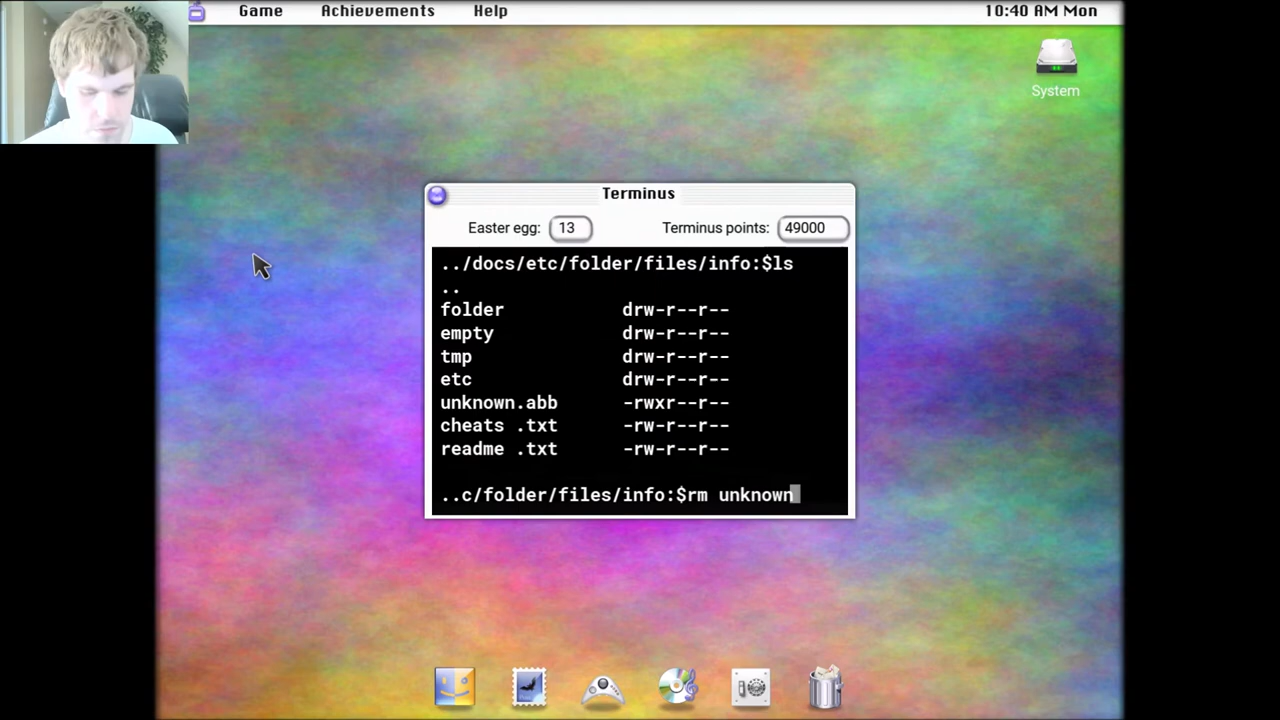 Game Achievements Help 10:40 AM Mon
System
Terminus
Easter egg: 13 Terminus points: 49000
../docs/etc/folder/files/info:$ls
..
folder drw-r--r--
empty drw-r--r--
tmp drw-r--r--
etc drw-r--r--
unknown.abb -rwxr--r--
cheats .txt -rw-r--r--
readme .txt -rw-r--r--
..c/folder/files/info:$rm unknown